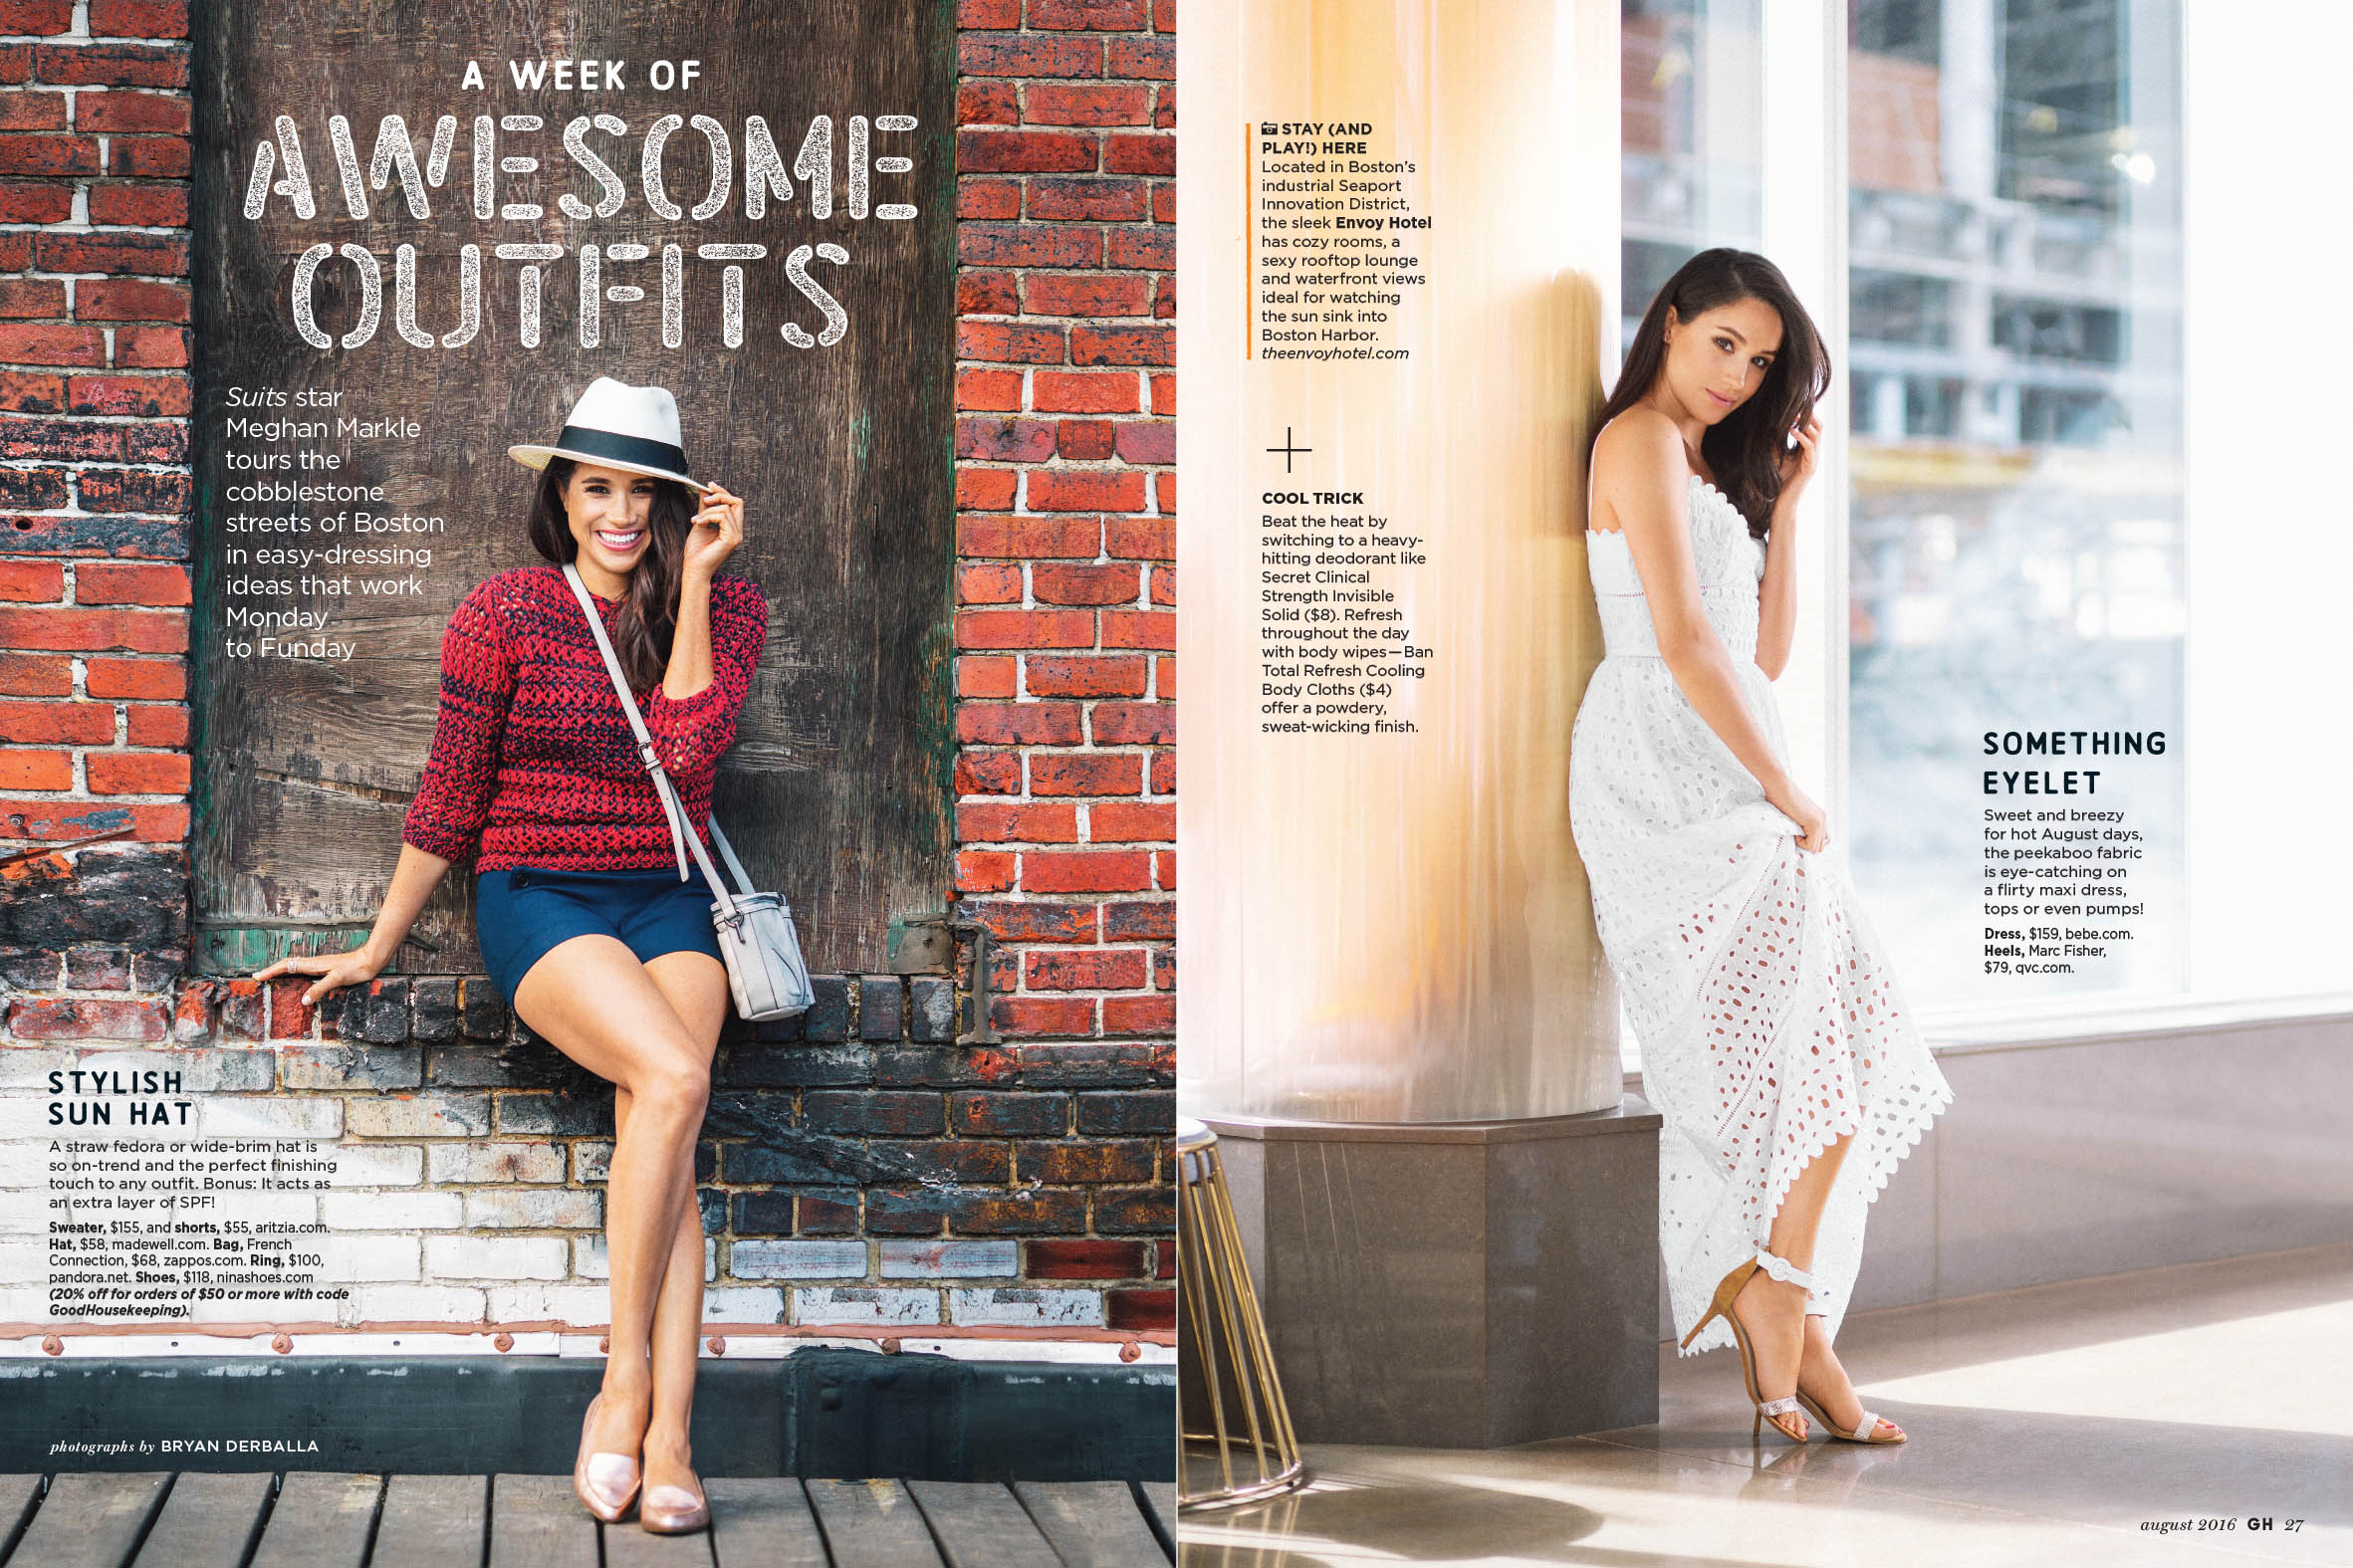 A WEEK OF
AWESOME
OUTFITS
Suits star
Meghan Markle
tours the
cobblestone
streets of Boston
in easy-dressing
ideas that work
Monday
to Funday
STYLISH
SUN HAT
A straw fedora or wide-brim hat is
so on-trend and the perfect finishing
touch to any outfit. Bonus: It acts as
an extra layer of SPF!
Sweater, $155, and shorts, $55, aritzia.com.
Hat, $58, madewell.com. Bag, French
Connection, $68, zappos.com. Ring, $100,
pandora.net. Shoes, $118, ninashoes.com
(20% off for orders of $50 or more with code
GoodHousekeeping).
photographs by BRYAN DERBALLA
STAY (AND
PLAY!) HERE
Located in Boston's
industrial Seaport
Innovation District,
the sleek Envoy Hotel
has cozy rooms, a
sexy rooftop lounge
and waterfront views
ideal for watching
the sun sink into
Boston Harbor.
theenvoyhotel.com
COOL TRICK
Beat the heat by
switching to a heavy-
hitting deodorant like
Secret Clinical
Strength Invisible
Solid ($8). Refresh
throughout the day
with body wipes—Ban
Total Refresh Cooling
Body Cloths ($4)
offer a powdery,
sweat-wicking finish.
SOMETHING
EYELET
Sweet and breezy
for hot August days,
the peekaboo fabric
is eye-catching on
a flirty maxi dress,
tops or even pumps!
Dress, $159, bebe.com.
Heels, Marc Fisher,
$79, qvc.com.
august 2016 GH 27